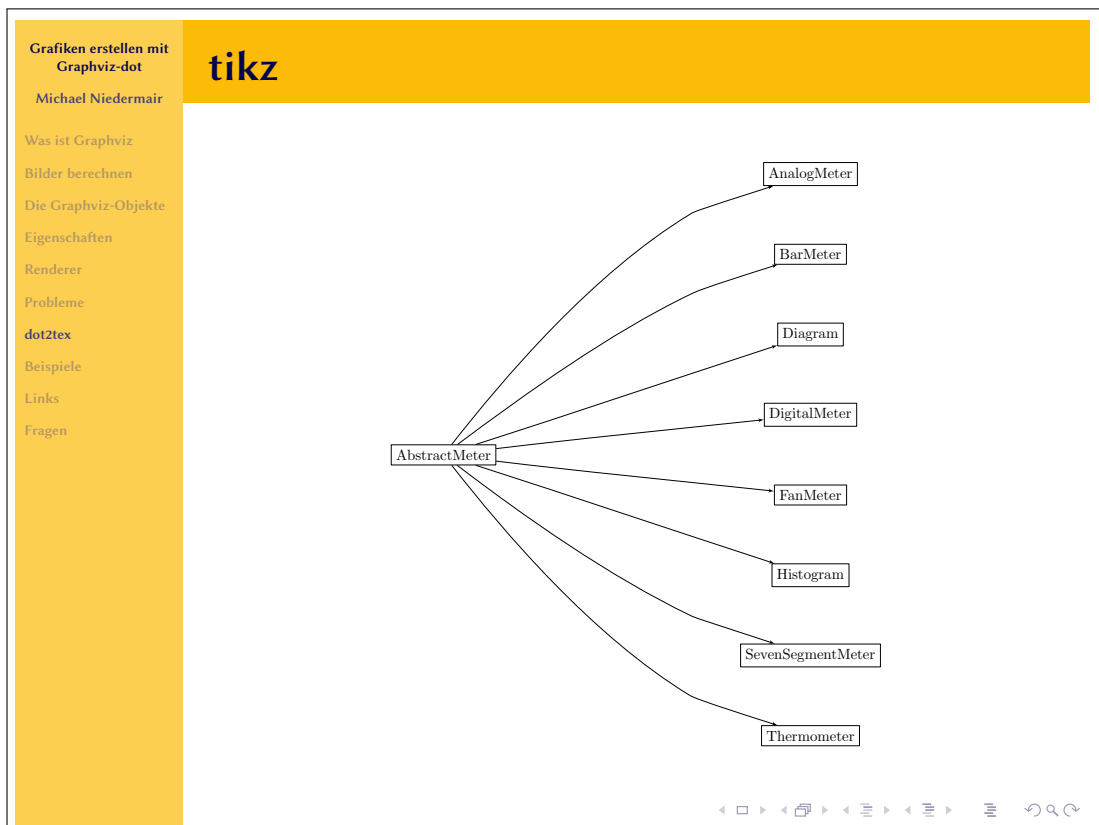 Grafiken erstellen mit
Graphviz-dot
Michael Niedermair
Was ist Graphviz
Bilder berechnen
Die Graphviz-Objekte
Eigenschaften
Renderer
Probleme
dot2tex
Beispiele
Links
Fragen
tikz
AnalogMeter
BarMeter
Diagram
DigitalMeter
AbstractMeter
FanMeter
Histogram
SevenSegmentMeter
Thermometer